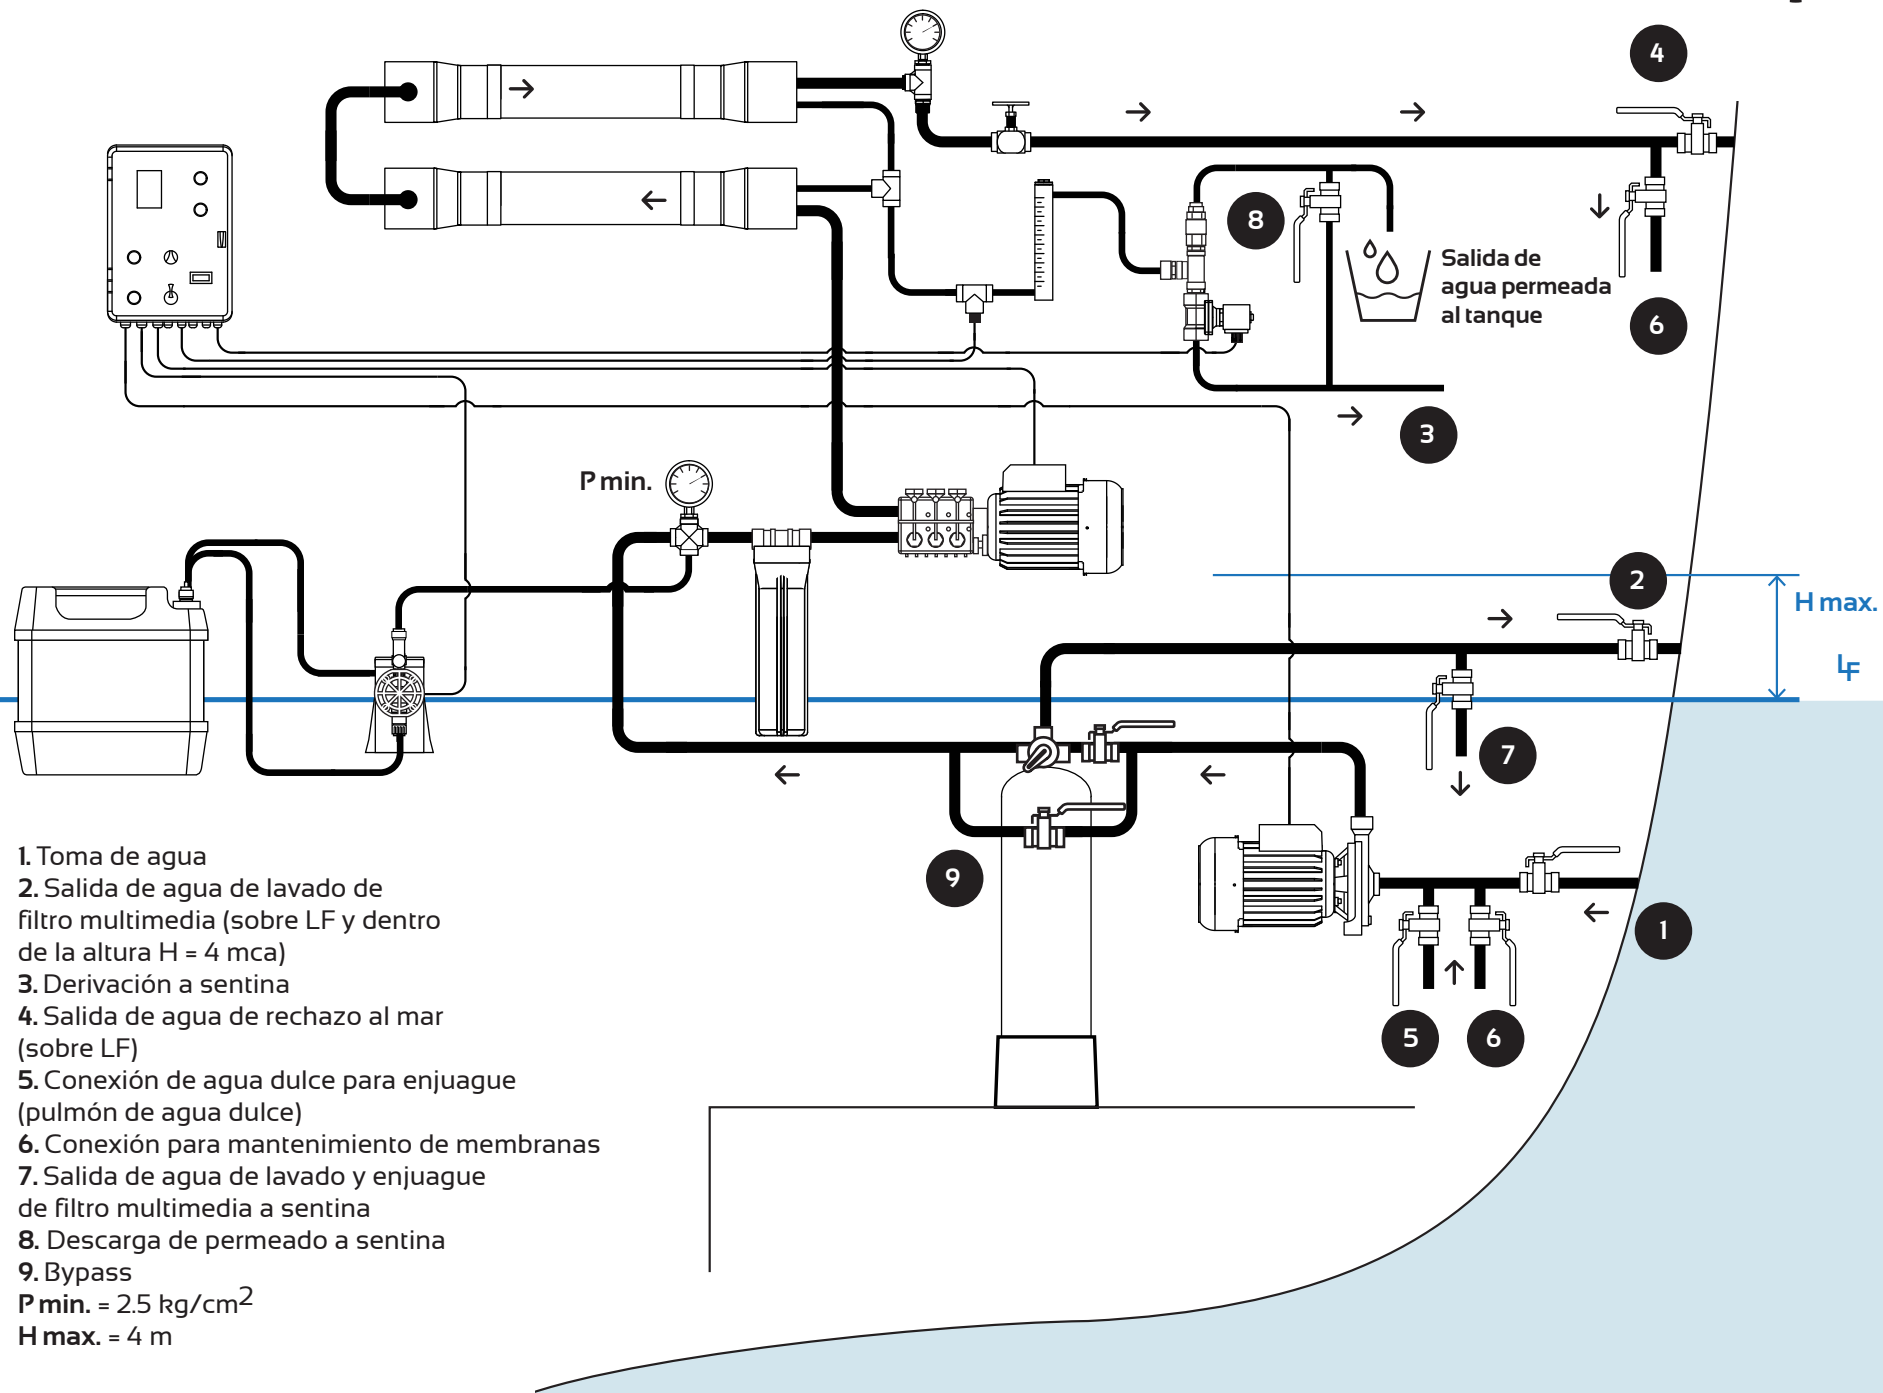 4
8
Salida de
agua permeada
al tanque
6
3
P min.
2
H max.
LF
7
9
1
5
6
1. Toma de agua
2. Salida de agua de lavado de
filtro multimedia (sobre LF y dentro
de la altura H = 4 mca)
3. Derivación a sentina
4. Salida de agua de rechazo al mar
(sobre LF)
5. Conexión de agua dulce para enjuague
(pulmón de agua dulce)
6. Conexión para mantenimiento de membranas
7. Salida de agua de lavado y enjuague
de filtro multimedia a sentina
8. Descarga de permeado a sentina
9. Bypass
P min. = 2.5 kg/cm2
H max. = 4 m